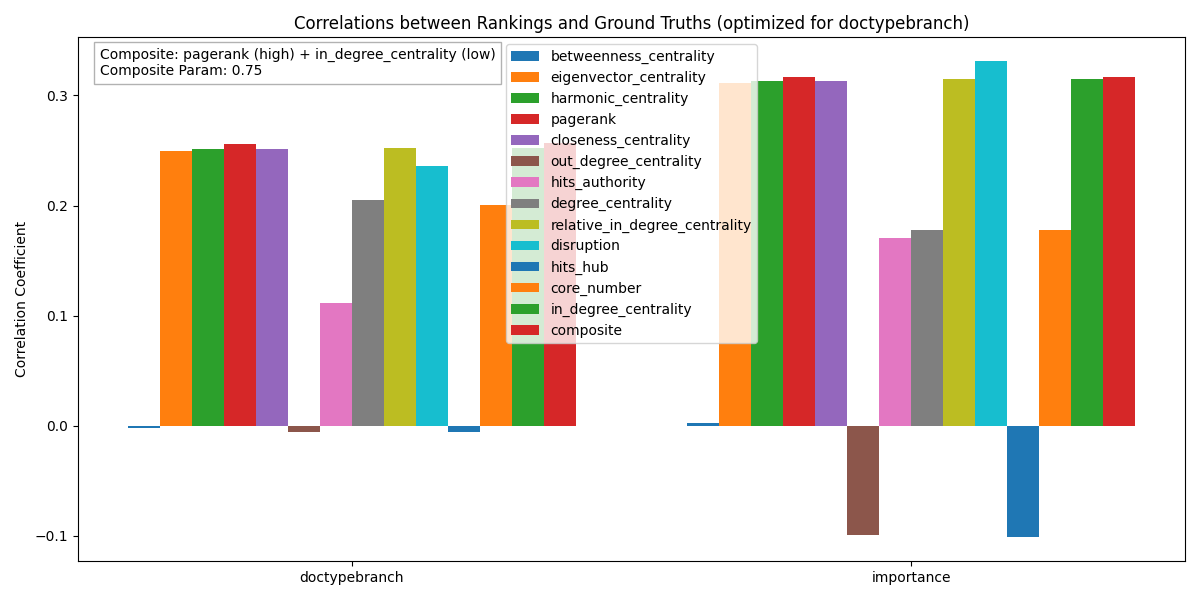 Correlations between Rankings and Ground Truths (optimized for doctypebranch)
Composite: pagerank (high) + in_degree_centrality (low)
Composite Param: 0.75
betweenness_centrality
eigenvector_centrality
harmonic_centrality
pagerank
closeness_centrality
out_degree_centrality
hits_authority
degree_centrality
relative_in_degree_centrality
disruption
hits_hub
core_number
in_degree_centrality
composite
Correlation Coefficient
0.3
0.2
0.1
0.0
−0.1
doctypebranch
importance